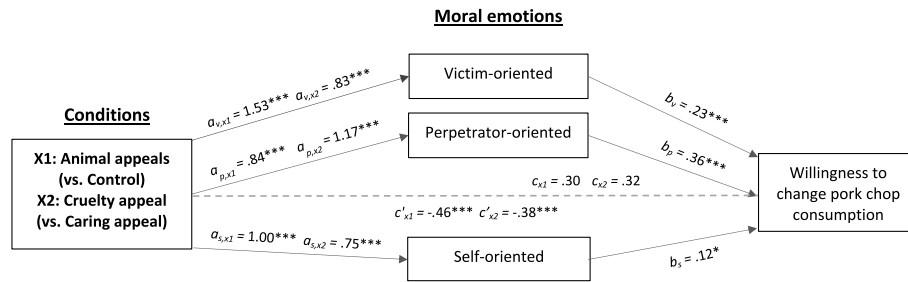 Moral emotions
Victim-oriented
a_v,x1 = 1.53*** a_v,x2 = .83***
b_v = .23***
Conditions
Perpetrator-oriented
a_p,x1 = .84*** a_p,x2 = 1.17***
b_p = .36***
X1: Animal appeals
(vs. Control)
X2: Cruelty appeal
(vs. Caring appeal)
c_x1 = .30 c_x2 = .32
c'_x1 = -.46*** c'_x2 = -.38***
Willingness to
change pork chop
consumption
a_s,x1 = 1.00*** a_s,x2 = .75***
Self-oriented
b_s = .12*